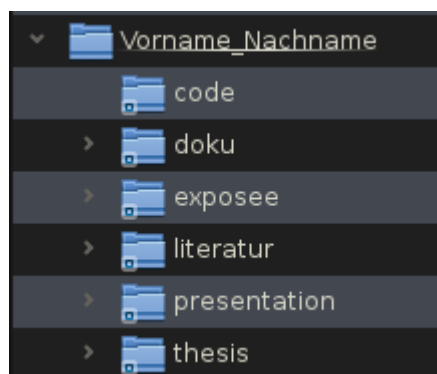 Vorname_Nachname
code
doku
exposee
literatur
presentation
thesis